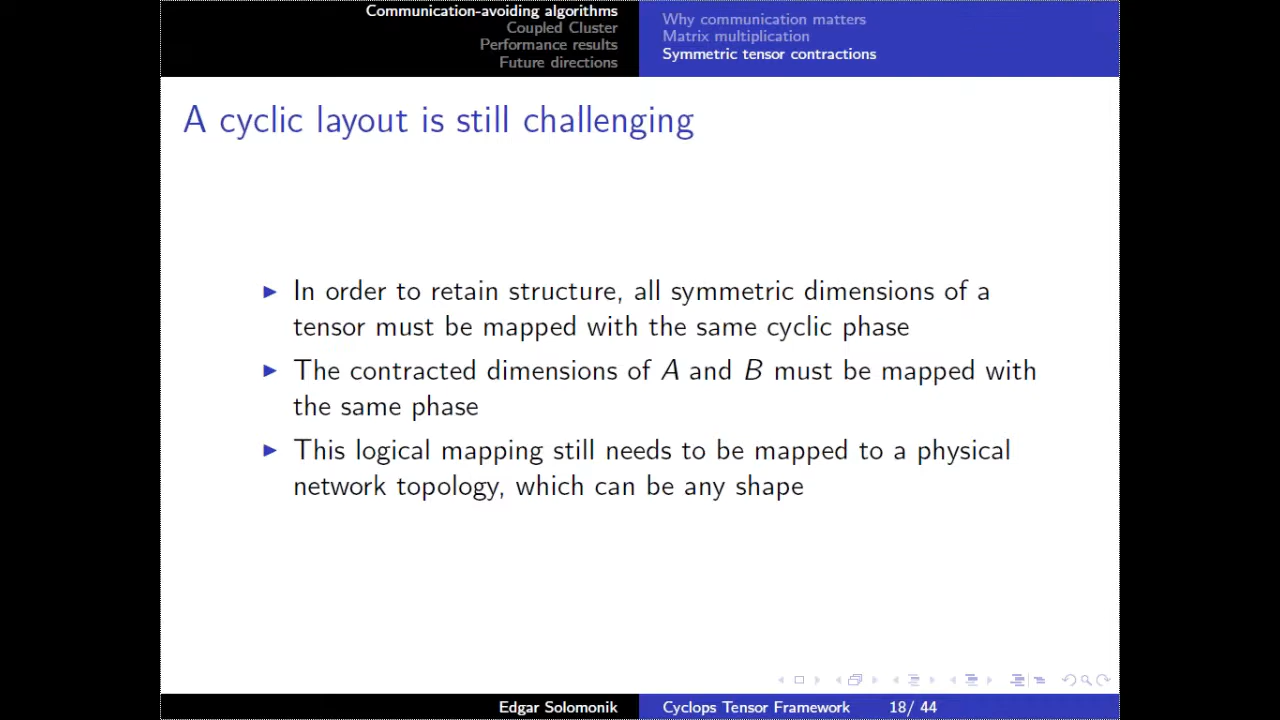 Communication-avoiding algorithms
Coupled Cluster
Performance results
Future directions
Why communication matters
Matrix multiplication
Symmetric tensor contractions
A cyclic layout is still challenging
In order to retain structure, all symmetric dimensions of a
tensor must be mapped with the same cyclic phase
The contracted dimensions of A and B must be mapped with
the same phase
This logical mapping still needs to be mapped to a physical
network topology, which can be any shape
Edgar Solomonik
Cyclops Tensor Framework
18/ 44